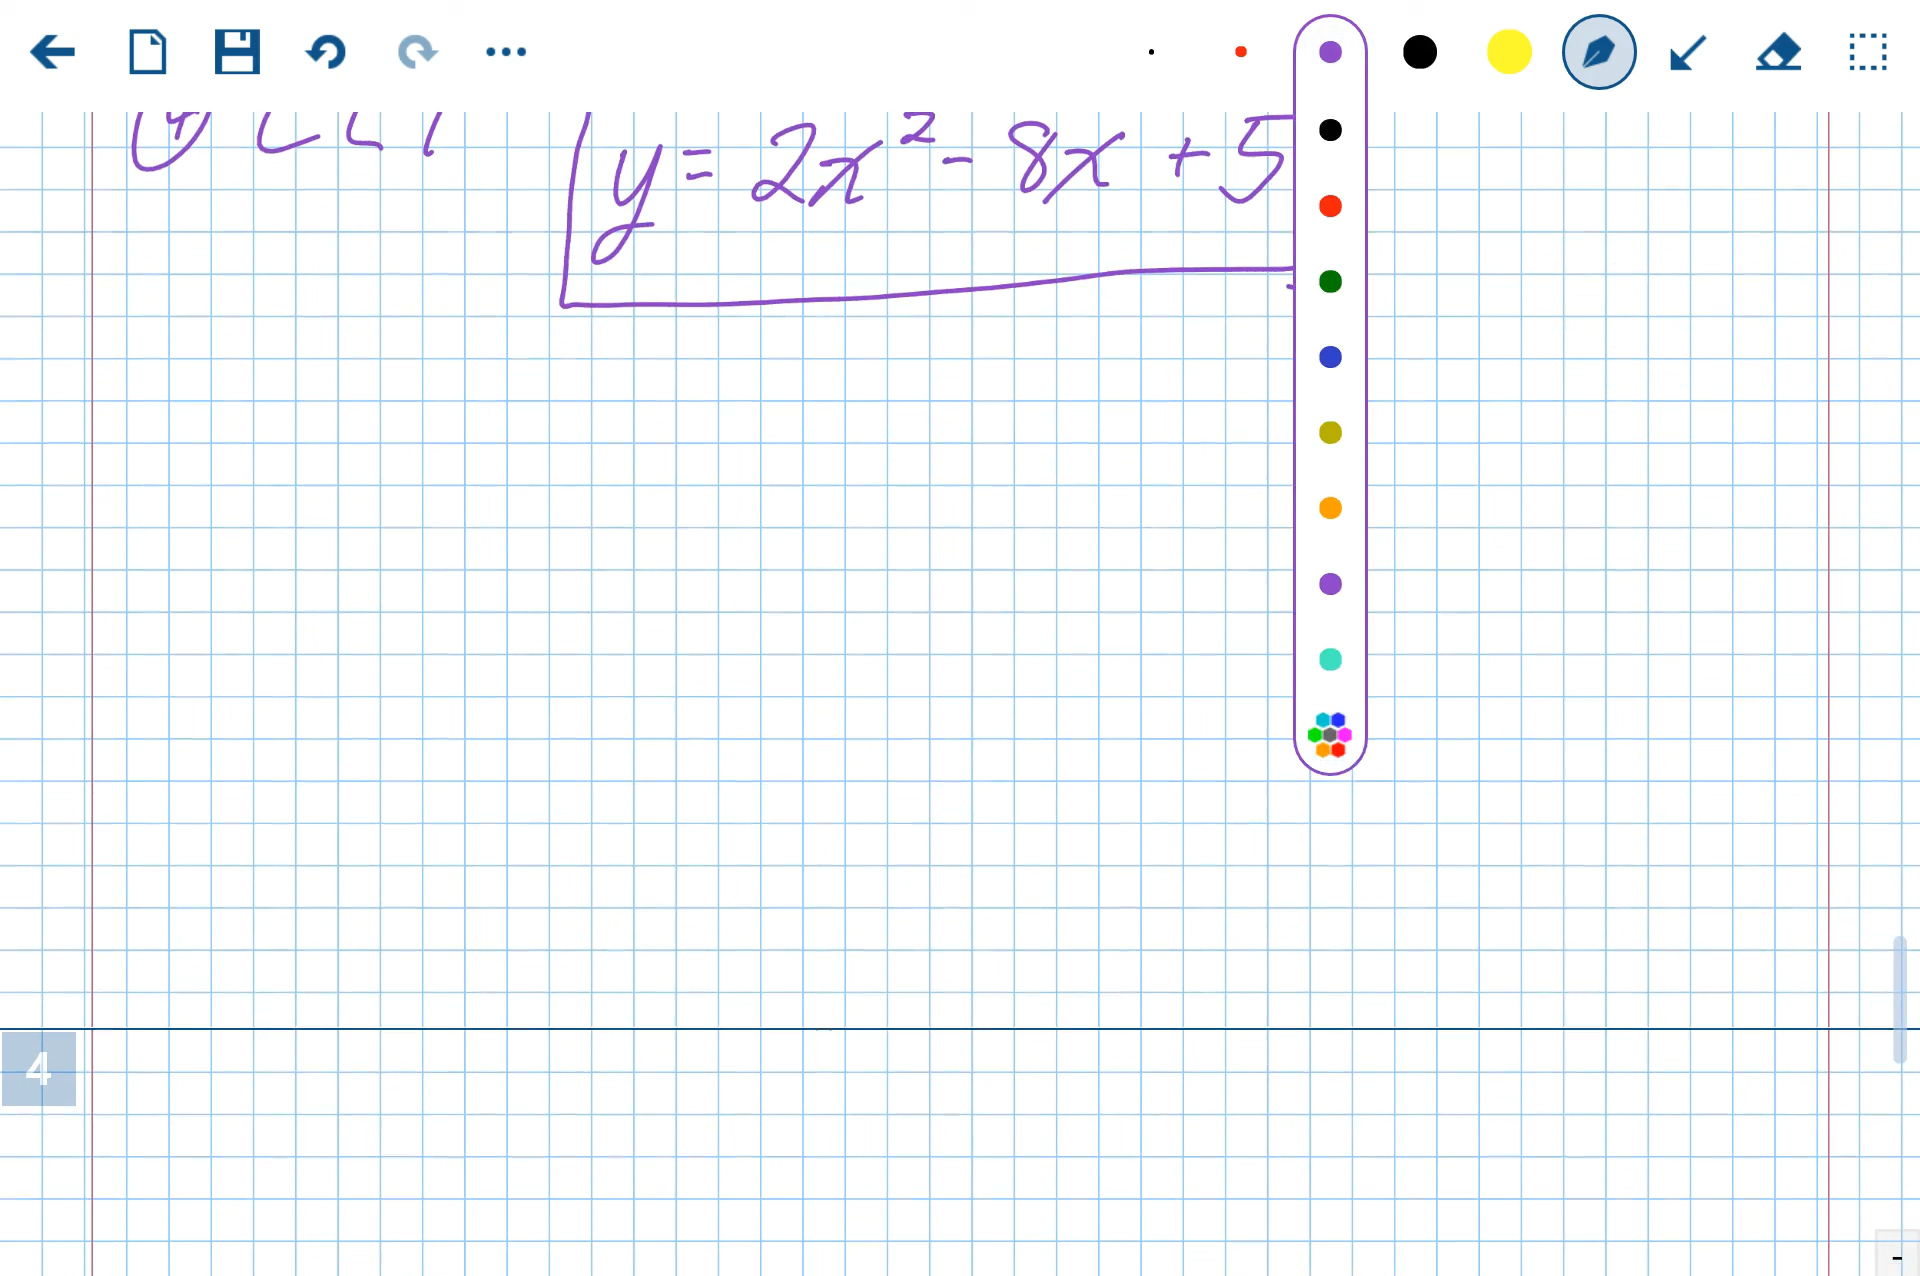 y = 2x² - 8x + 5
4
-